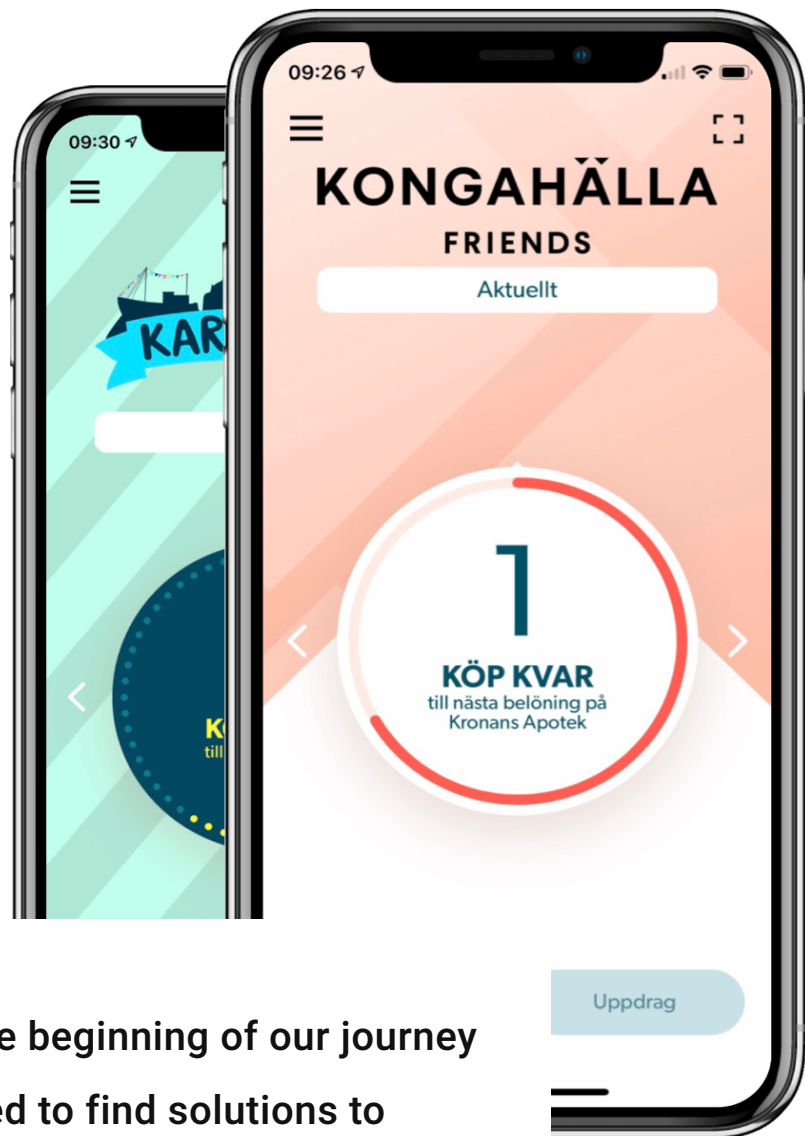 09:26
KONGAHÄLLA
FRIENDS
Aktuellt
1
KÖP KVAR
till nästa belöning på
Kronans Apotek
Uppdrag
09:30
KAR
K
till
beginning of our journey
to find solutions to